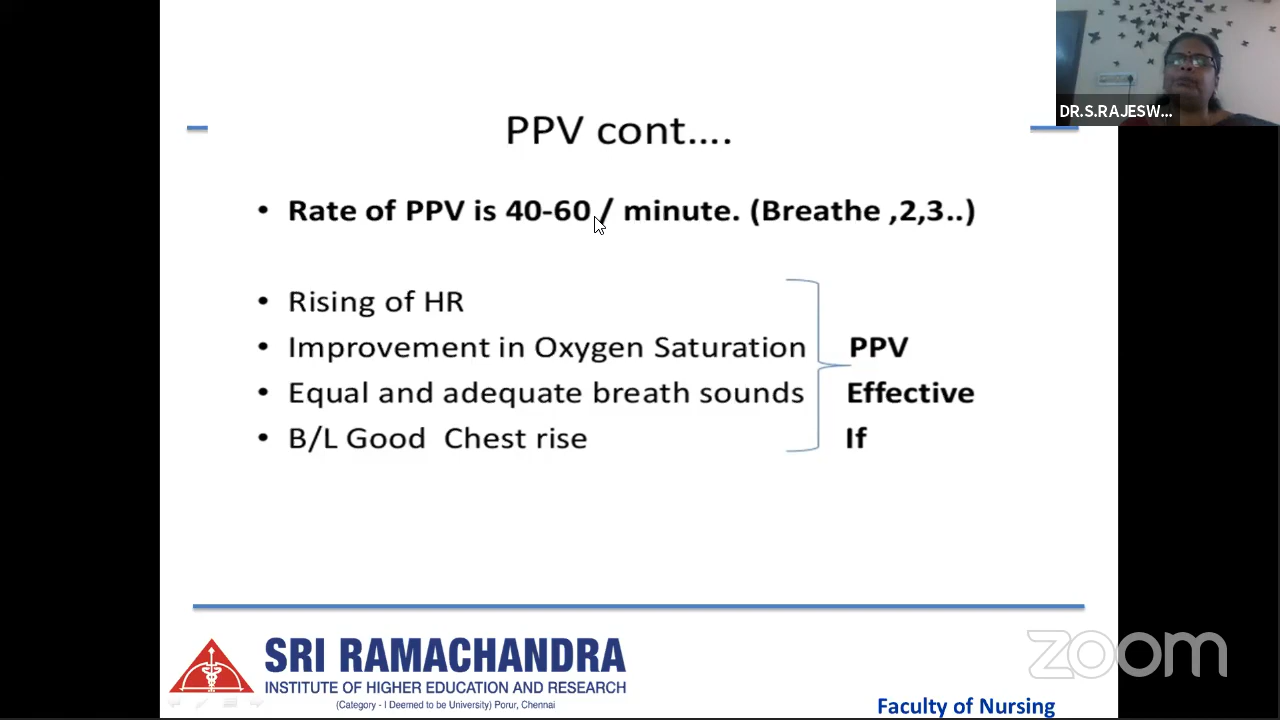 DR.S.RAJESW...
PPV cont....
• Rate of PPV is 40-60 / minute. (Breathe ,2,3..)
• Rising of HR
• Improvement in Oxygen Saturation
• Equal and adequate breath sounds
• B/L Good Chest rise
PPV
Effective
If
SRI RAMACHANDRA
INSTITUTE OF HIGHER EDUCATION AND RESEARCH
(Category - I Deemed to be University) Porur, Chennai
zoom
Faculty of Nursing